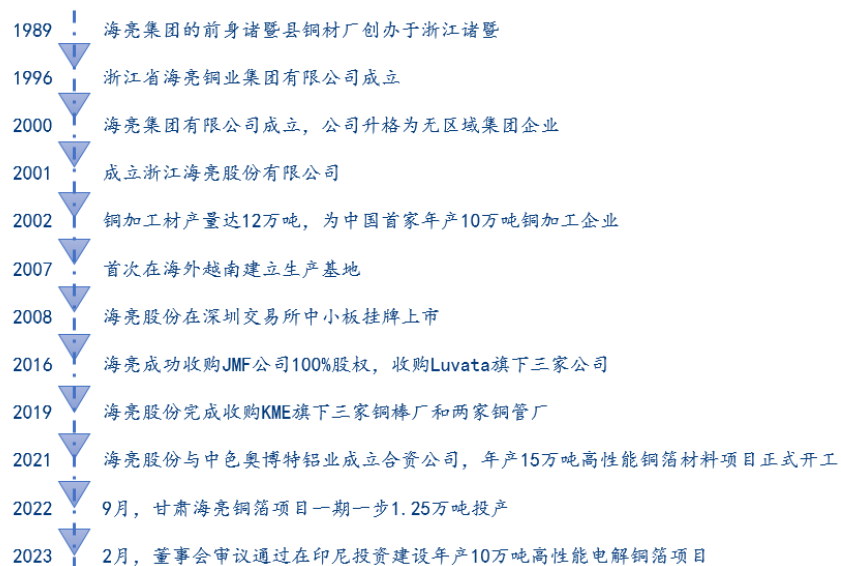 1989 海亮集团的前身诸暨县铜材厂创办于浙江诸暨
1996 浙江省海亮铜业集团有限公司成立
2000 海亮集团有限公司成立，公司升格为无区域集团企业
2001 成立浙江海亮股份有限公司
2002 铜加工材产量达12万吨，为中国首家年产10万吨铜加工企业
2007 首次在海外越南建立生产基地
2008 海亮股份在深圳交易所中小板挂牌上市
2016 海亮成功收购JMF公司100%股权，收购Luvata旗下三家公司
2019 海亮股份完成收购KME旗下三家铜棒厂和两家铜管厂
2021 海亮股份与中色奥博特铝业成立合资公司，年产15万吨高性能铜箔材料项目正式开工
2022 9月，甘肃海亮铜箔项目一期一步1.25万吨投产
2023 2月，董事会审议通过在印尼投资建设年产10万吨高性能电解铜箔项目